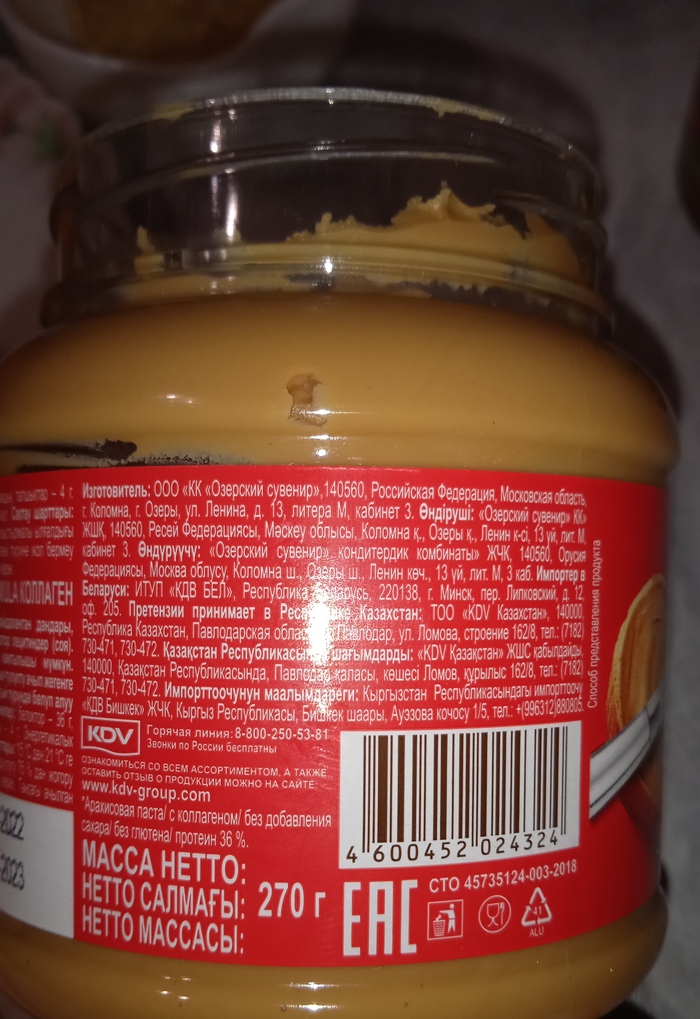 Изготовитель: ООО «КК «Озерский сувенир»,140560, Российская Федерация, Московская область,
г. Коломна, г. Озеры, ул. Ленина, д. 13, литера М, кабинет 3. Өндіруші: «Озерский сувенир» КК»
ЖШҚ, 140560, Ресей Федерациясы, Мәскеу облысы, Коломна қ., Озеры қ., Ленин к-сі, 13 үй, лит. М,
кабинет 3. Өндүрүүчү: «Озерский сувенир» кондитердик комбинаты» ЖЧК, 140560, Орусия
Федерациясы, Москва облусу, Коломна ш., Озеры ш., Ленин көч., 13 үй, лит. М, 3 каб. Импортер в
Беларуси: ИТУП «КДВ БЕЛ», Республика Беларусь, 220138, г. Минск, пер. Липковский, д. 12,
оф. 205. Претензии принимает в Республике Казахстан: ТОО «KDV Казахстан», 140000,
Республика Казахстан, Павлодарская область, г. Павлодар, ул. Ломова, строение 162/8, тел.: (7182)
730-471, 730-472. Қазақстан Республикасында шағымдарды: «KDV Қазақстан» ЖШС қабылдайды,
140000, Қазақстан Республикасында, Павлодар қаласы, көшесі Ломов, құрылыс 162/8, тел.: (7182)
730-471, 730-472. Импорттоочунун маалымдареги: Кыргызстан Республикасындагы импорттоочу
«КДВ Бишкек» ЖЧК, Кыргыз Республикасы, Бишкек шаары, Ауэзова кочосу 1/5, тел.: +(996312)880805.
KDV
Горячая линия:8-800-250-53-81
Звонки по России бесплатны
ОЗНАКОМИТЬСЯ СО ВСЕМ АССОРТИМЕНТОМ, А ТАКЖЕ
ОСТАВИТЬ ОТЗЫВ О ПРОДУКЦИИ МОЖНО НА САЙТЕ:
www.kdv-group.com
*Арахисовая паста/ с коллагеном/ без добавления
сахара/ без глютена/ протеин 36 %.
МАССА НЕТТО:
НЕТТО САЛМАҒЫ:
НЕТТО МАССАСЫ:
270 г
4 600452 024324
EAC
СТО 45735124-003-2018
41
ALU
Способ представления продукта
КОЛЛАГЕН
2022
2023